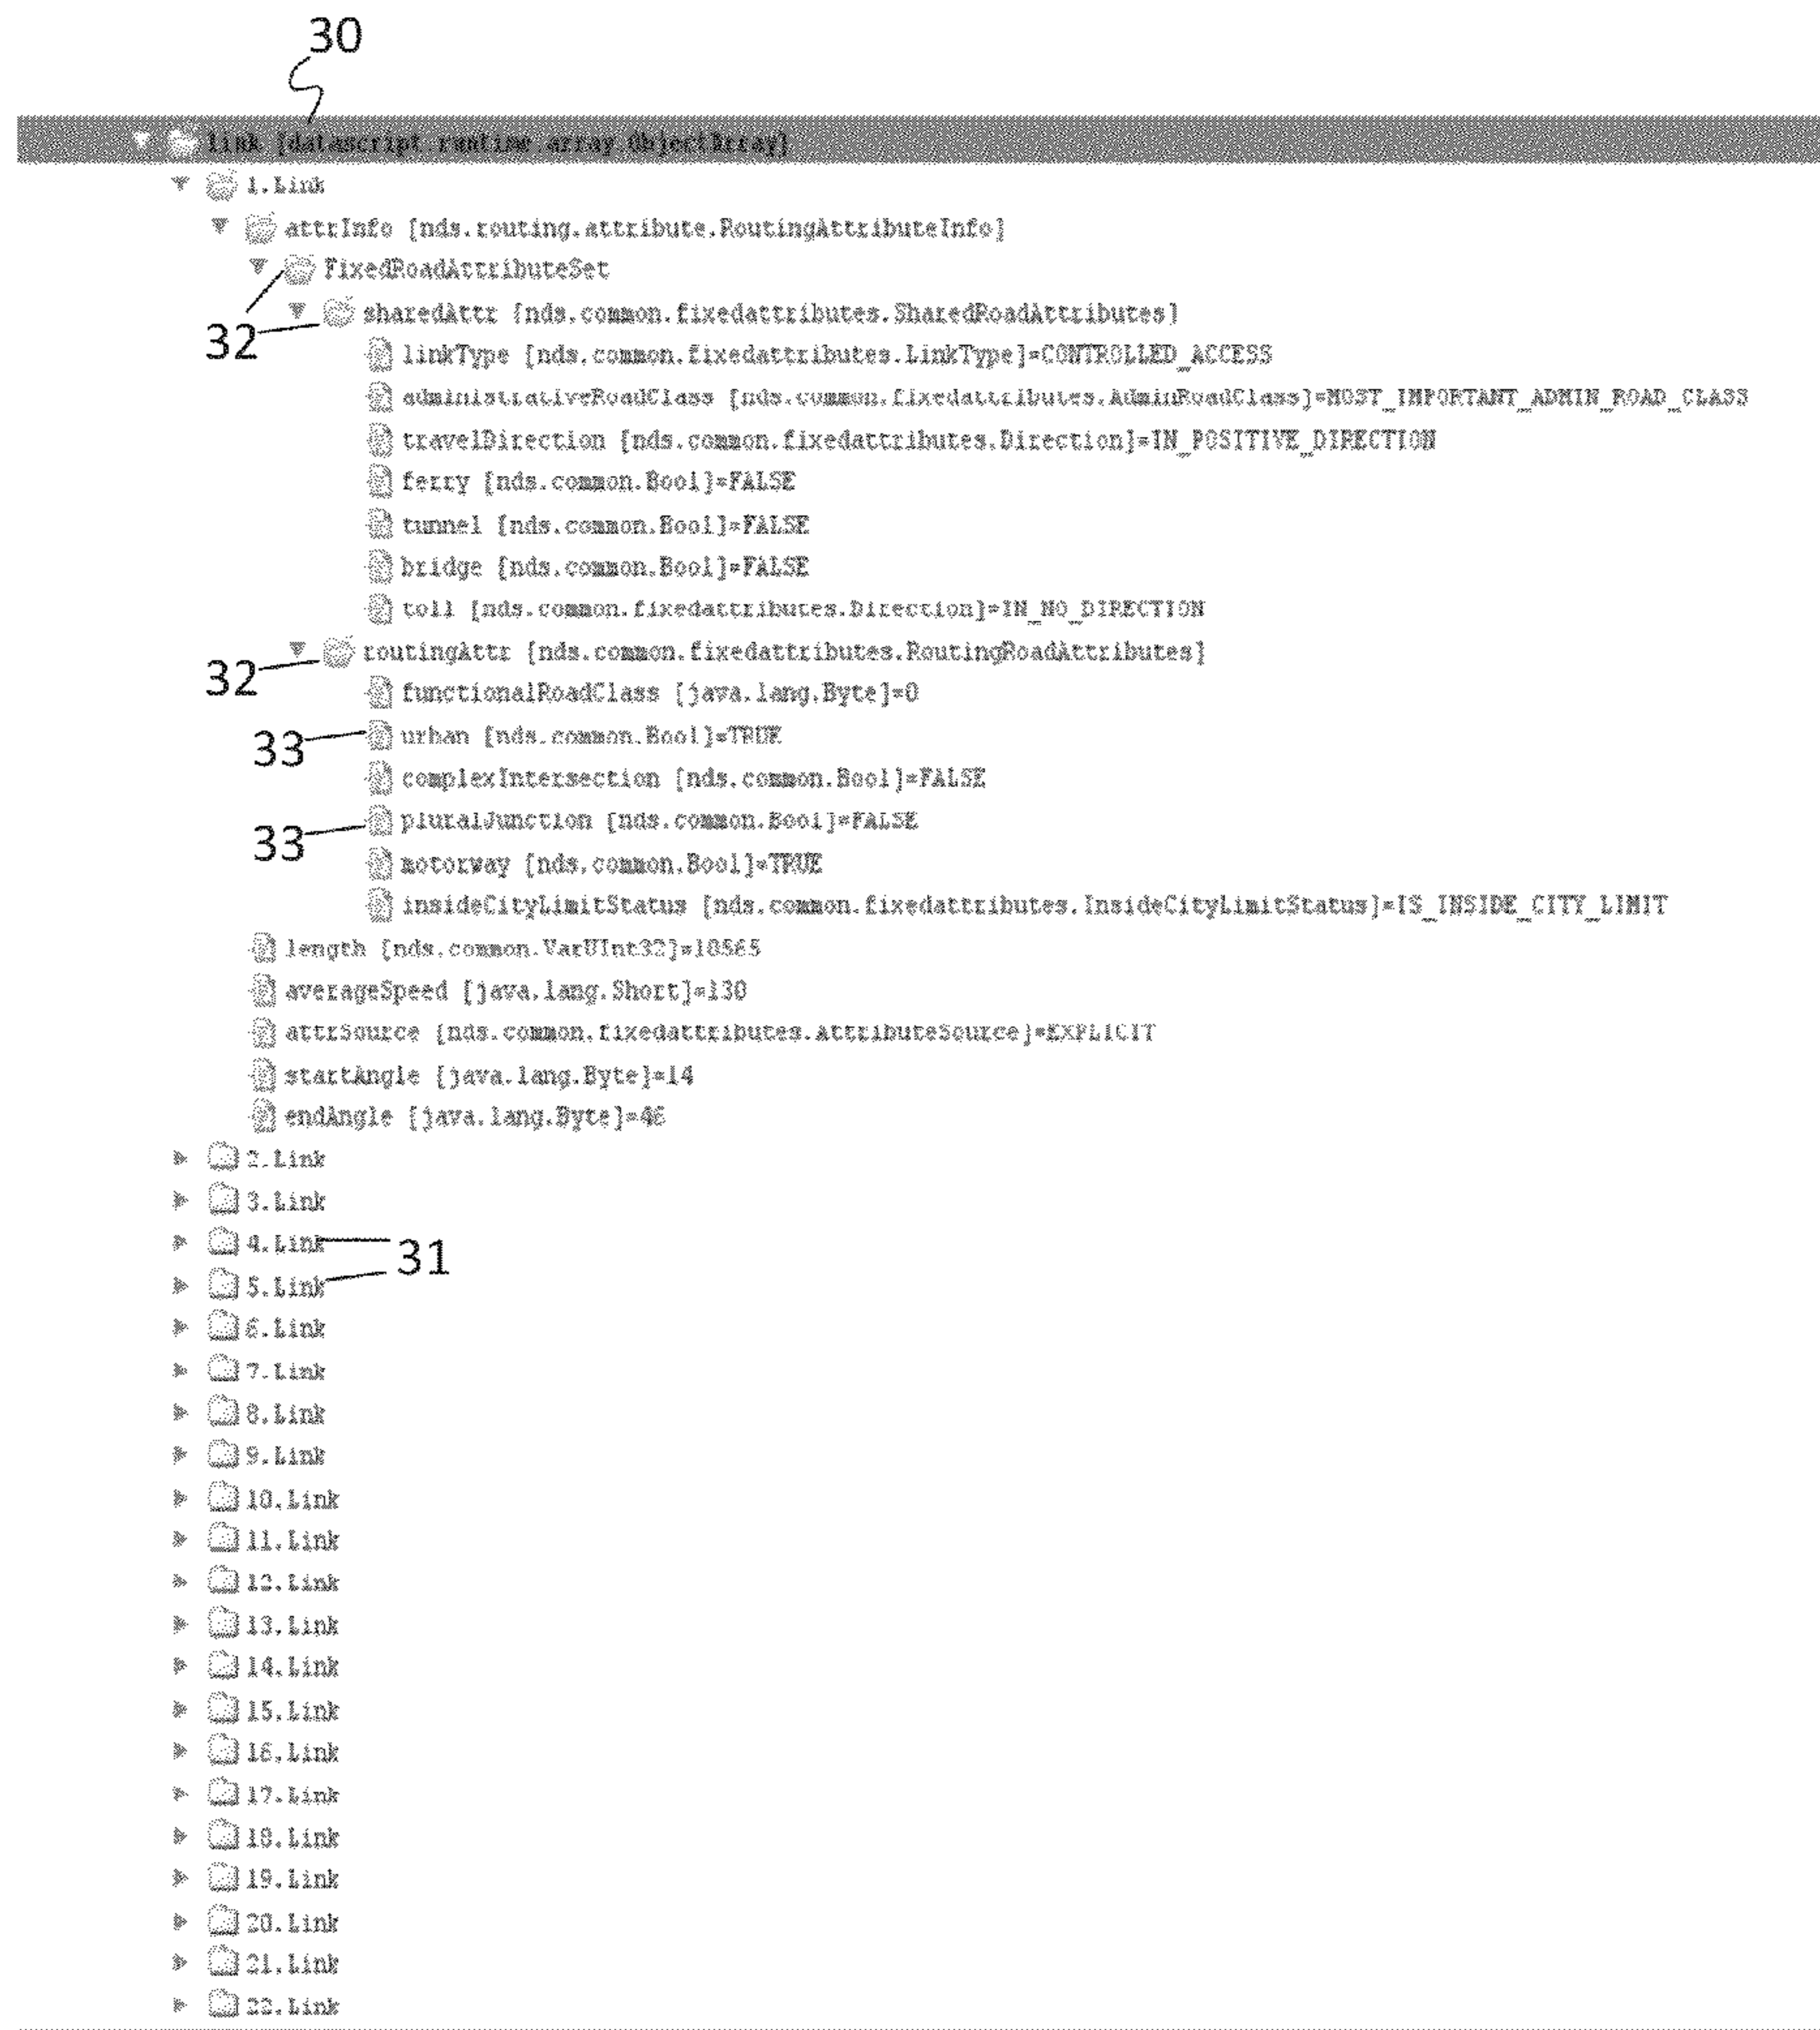 30
link [datascript.runtime.array.ObjectArray]
1.Link
attrInfo [nds.routing.attribute.RoutingAttributeInfo]
FixedRoadAttributeSet
sharedAttr [nds.common.fixedattributes.SharedRoadAttributes]
32
linkType [nds.common.fixedattributes.LinkType]=CONTROLLED_ACCESS
administrativeRoadClass [nds.common.fixedattributes.AdminRoadClass]=MOST_IMPORTANT_ADMIN_ROAD_CLASS
travelDirection [nds.common.fixedattributes.Direction]=IN_POSITIVE_DIRECTION
ferry [nds.common.Bool]=FALSE
tunnel [nds.common.Bool]=FALSE
bridge [nds.common.Bool]=FALSE
toll [nds.common.fixedattributes.Direction]=IN_NO_DIRECTION
routingAttr [nds.common.fixedattributes.RoutingRoadAttributes]
32
functionalRoadClass [java.lang.Byte]=0
33 urban [nds.common.Bool]=TRUE
complexIntersection [nds.common.Bool]=FALSE
pluralJunction [nds.common.Bool]=FALSE
33
motorway [nds.common.Bool]=TRUE
insideCityLimitStatus [nds.common.fixedattributes.InsideCityLimitStatus]=IS_INSIDE_CITY_LIMIT
length [nds.common.VarUInt32]=10565
averageSpeed [java.lang.Short]=130
attrSource [nds.common.fixedattributes.AttributeSource]=EXPLICIT
startAngle [java.lang.Byte]=14
endAngle [java.lang.Byte]=46
2.Link
3.Link
4.Link
31
5.Link
6.Link
7.Link
8.Link
9.Link
10.Link
11.Link
12.Link
13.Link
14.Link
15.Link
16.Link
17.Link
18.Link
19.Link
20.Link
21.Link
22.Link